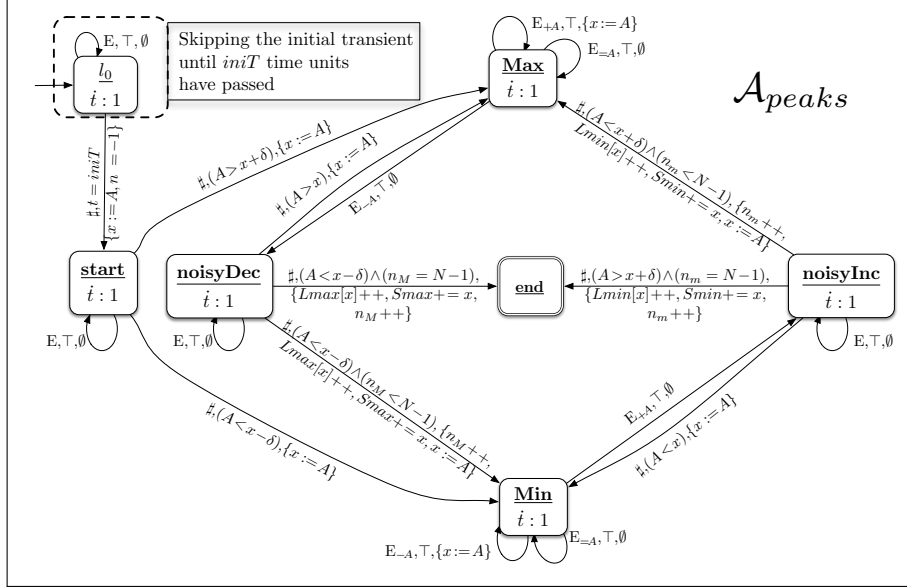 E, ⊤, ∅
l₀
ṫ : 1
Skipping the initial transient
until iniT time units
have passed
E₊A,⊤,{x := A}
E₌A,⊤,∅
Max
ṫ : 1
𝒜peaks
♯,t = iniT
{x := A, n = −1}
♯,(A > x+δ),{x := A}
♯,(A > x),{x := A}
E₋A,⊤,∅
♯,(A < x+δ)∧(nm < N−1), {nm++,
Lmin[x]++, Smin+= x, x := A}
start
ṫ : 1
E,⊤,∅
noisyDec
ṫ : 1
E,⊤,∅
♯,(A < x−δ)∧(nM = N−1),
{Lmax[x]++, Smax+= x,
nM++}
end
♯,(A > x+δ)∧(nm = N−1),
{Lmin[x]++, Smin+= x,
nm++}
noisyInc
ṫ : 1
E,⊤,∅
♯,(A < x−δ)∧(nM < N−1), {nM++,
Lmax[x]++, Smax+= x, x := A}
♯,(A < x−δ),{x := A}
E₊A,⊤,∅
♯,(A < x),{x := A}
Min
ṫ : 1
E₋A,⊤,{x := A}
E₌A,⊤,∅